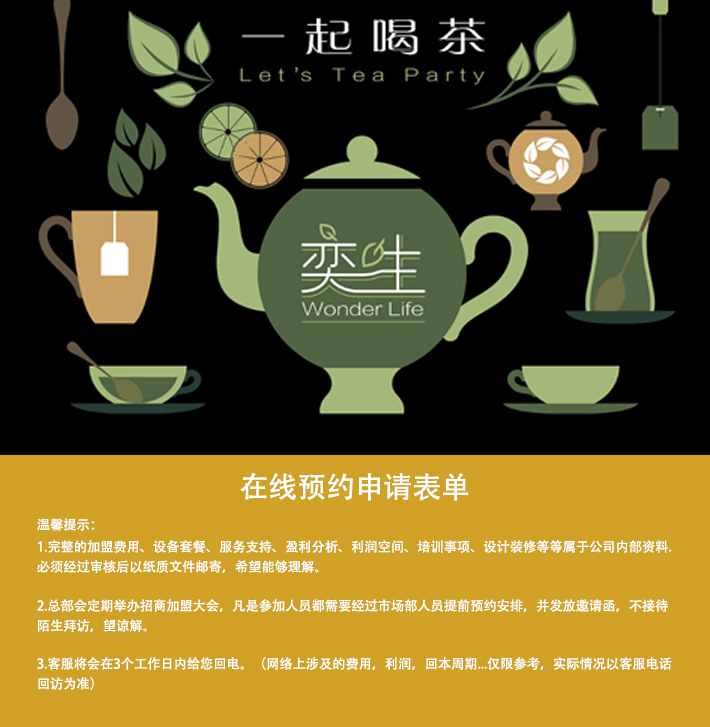 一起喝茶
Let's Tea Party
奕生
Wonder Life
在线预约申请表单
温馨提示：
1.完整的加盟费用、设备套餐、服务支持、盈利分析、利润空间、培训事项、设计装修等等属于公司内部资料.
必须经过审核后以纸质文件邮寄，希望能够理解。
2.总部会定期举办招商加盟大会，凡是参加人员都需要经过市场部人员提前预约安排，并发放邀请函，不接待
陌生拜访，望谅解。
3.客服将会在3个工作日内给您回电。（网络上涉及的费用，利润，回本周期...仅限参考，实际情况以客服电话
回访为准）